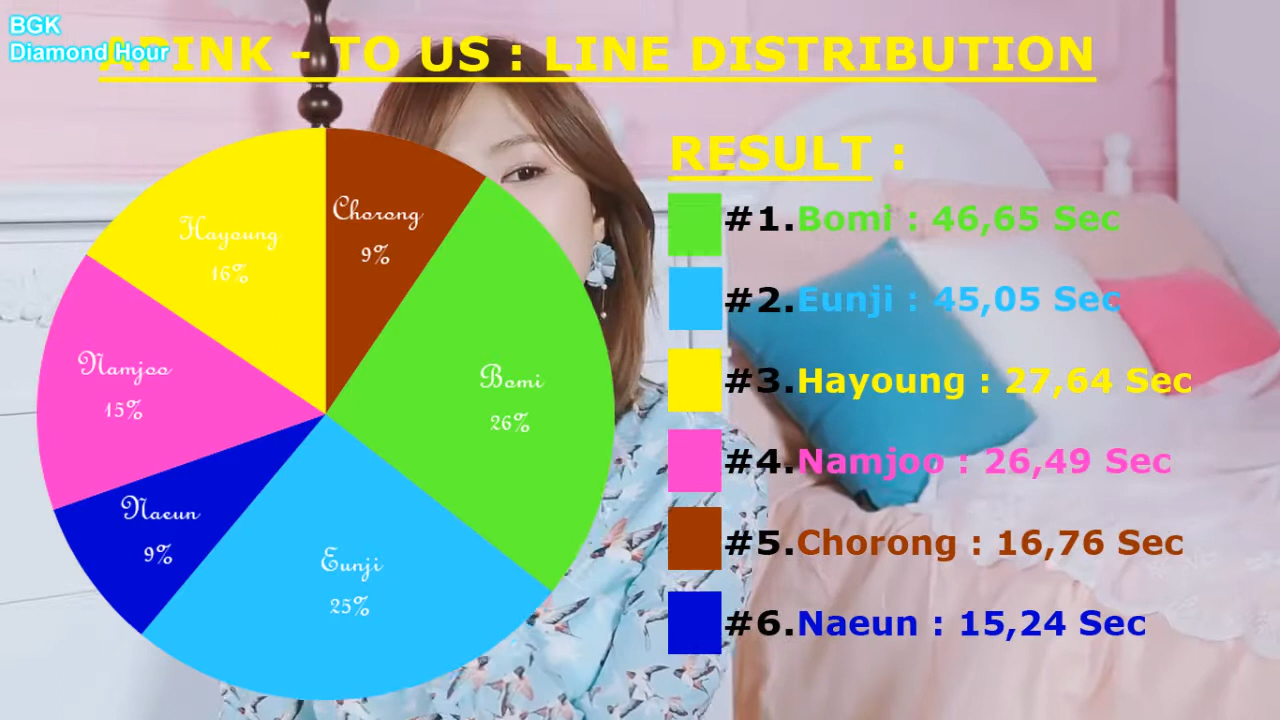 BGK
Diamond Hour
APINK - TO US : LINE DISTRIBUTION
RESULT :
#1.Bomi : 46,65 Sec
#2.Eunji : 45,05 Sec
#3.Hayoung : 27,64 Sec
#4.Namjoo : 26,49 Sec
#5.Chorong : 16,76 Sec
#6.Naeun : 15,24 Sec
Chorong
9%
Hayoung
16%
Bomi
26%
Namjoo
15%
Naeun
9%
Eunji
25%